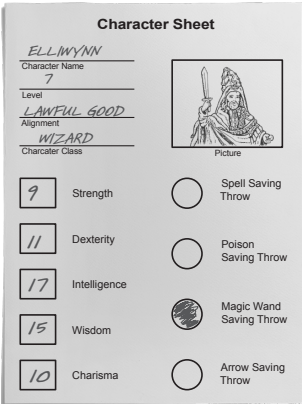 Character Sheet
ELLIWYNN
Character Name
7
Level
LAWFUL GOOD
Alignment
WIZARD
Charcater Class
Picture
9 Strength
11 Dexterity
17 Intelligence
15 Wisdom
10 Charisma
Spell Saving
Throw
Poison
Saving Throw
Magic Wand
Saving Throw
Arrow Saving
Throw